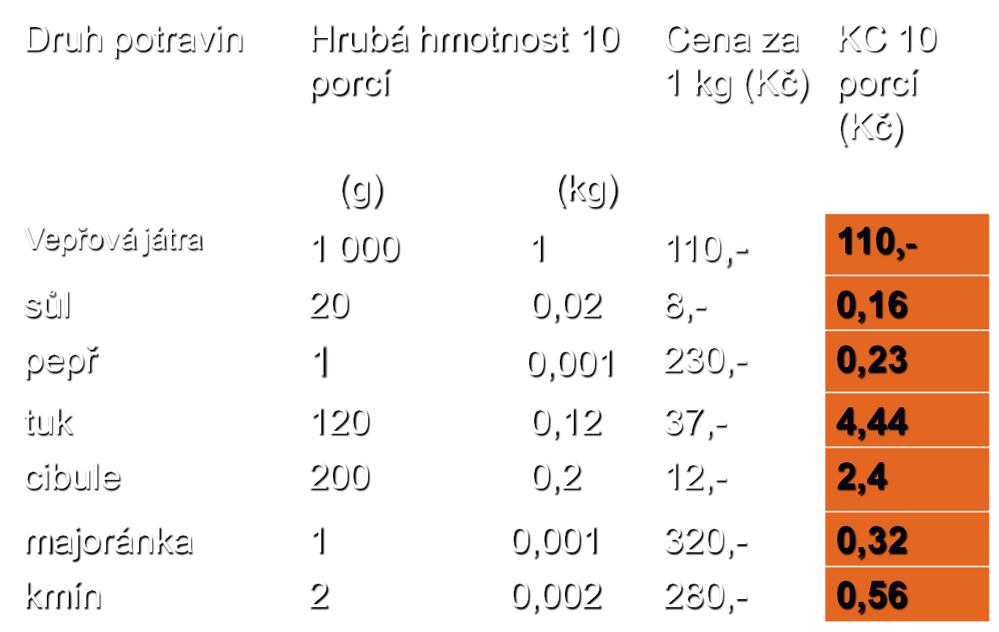 Druh potravin Hrubá hmotnost 10 Cena za KC 10
porcí 1 kg (Kč) porcí
(Kč)
(g) (kg)
Vepřová játra 1 000 1 110,- 110,-
sůl 20 0,02 8,- 0,16
pepř 1 0,001 230,- 0,23
tuk 120 0,12 37,- 4,44
cibule 200 0,2 12,- 2,4
majoránka 1 0,001 320,- 0,32
kmín 2 0,002 280,- 0,56